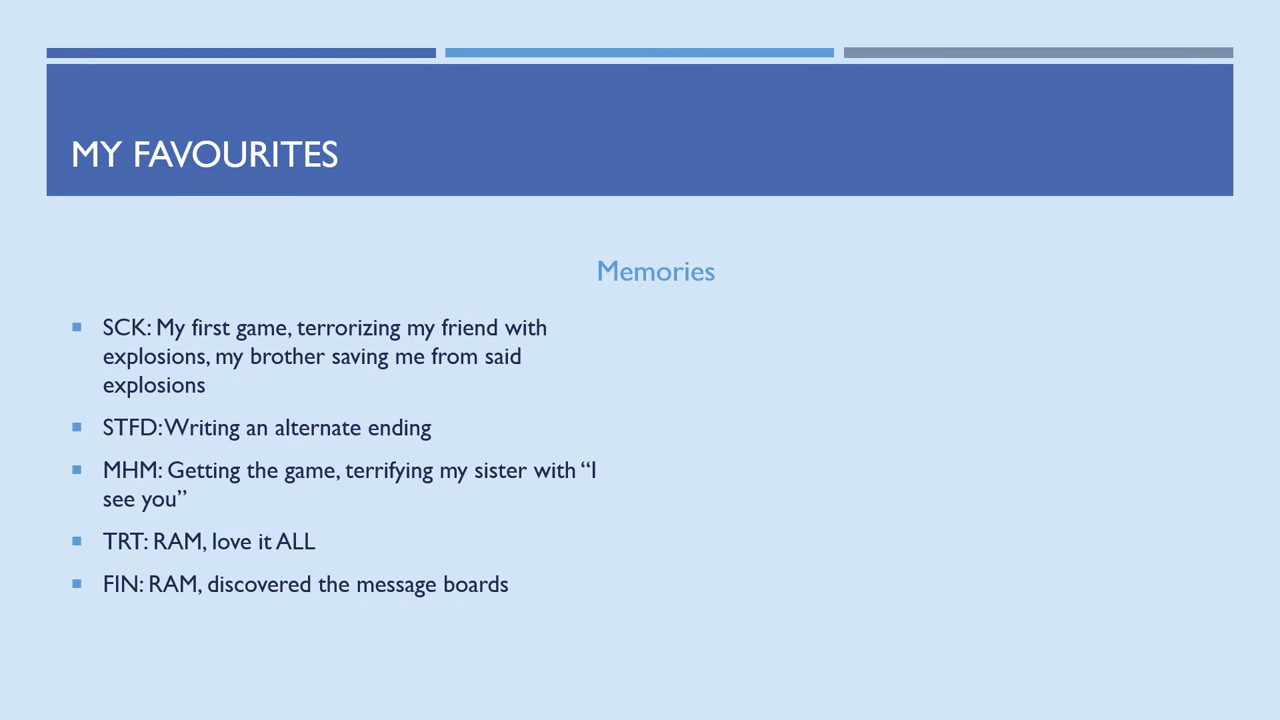 MY FAVOURITES
Memories
SCK: My first game, terrorizing my friend with
explosions, my brother saving me from said
explosions
STFD: Writing an alternate ending
MHM: Getting the game, terrifying my sister with “I
see you”
TRT: RAM, love it ALL
FIN: RAM, discovered the message boards